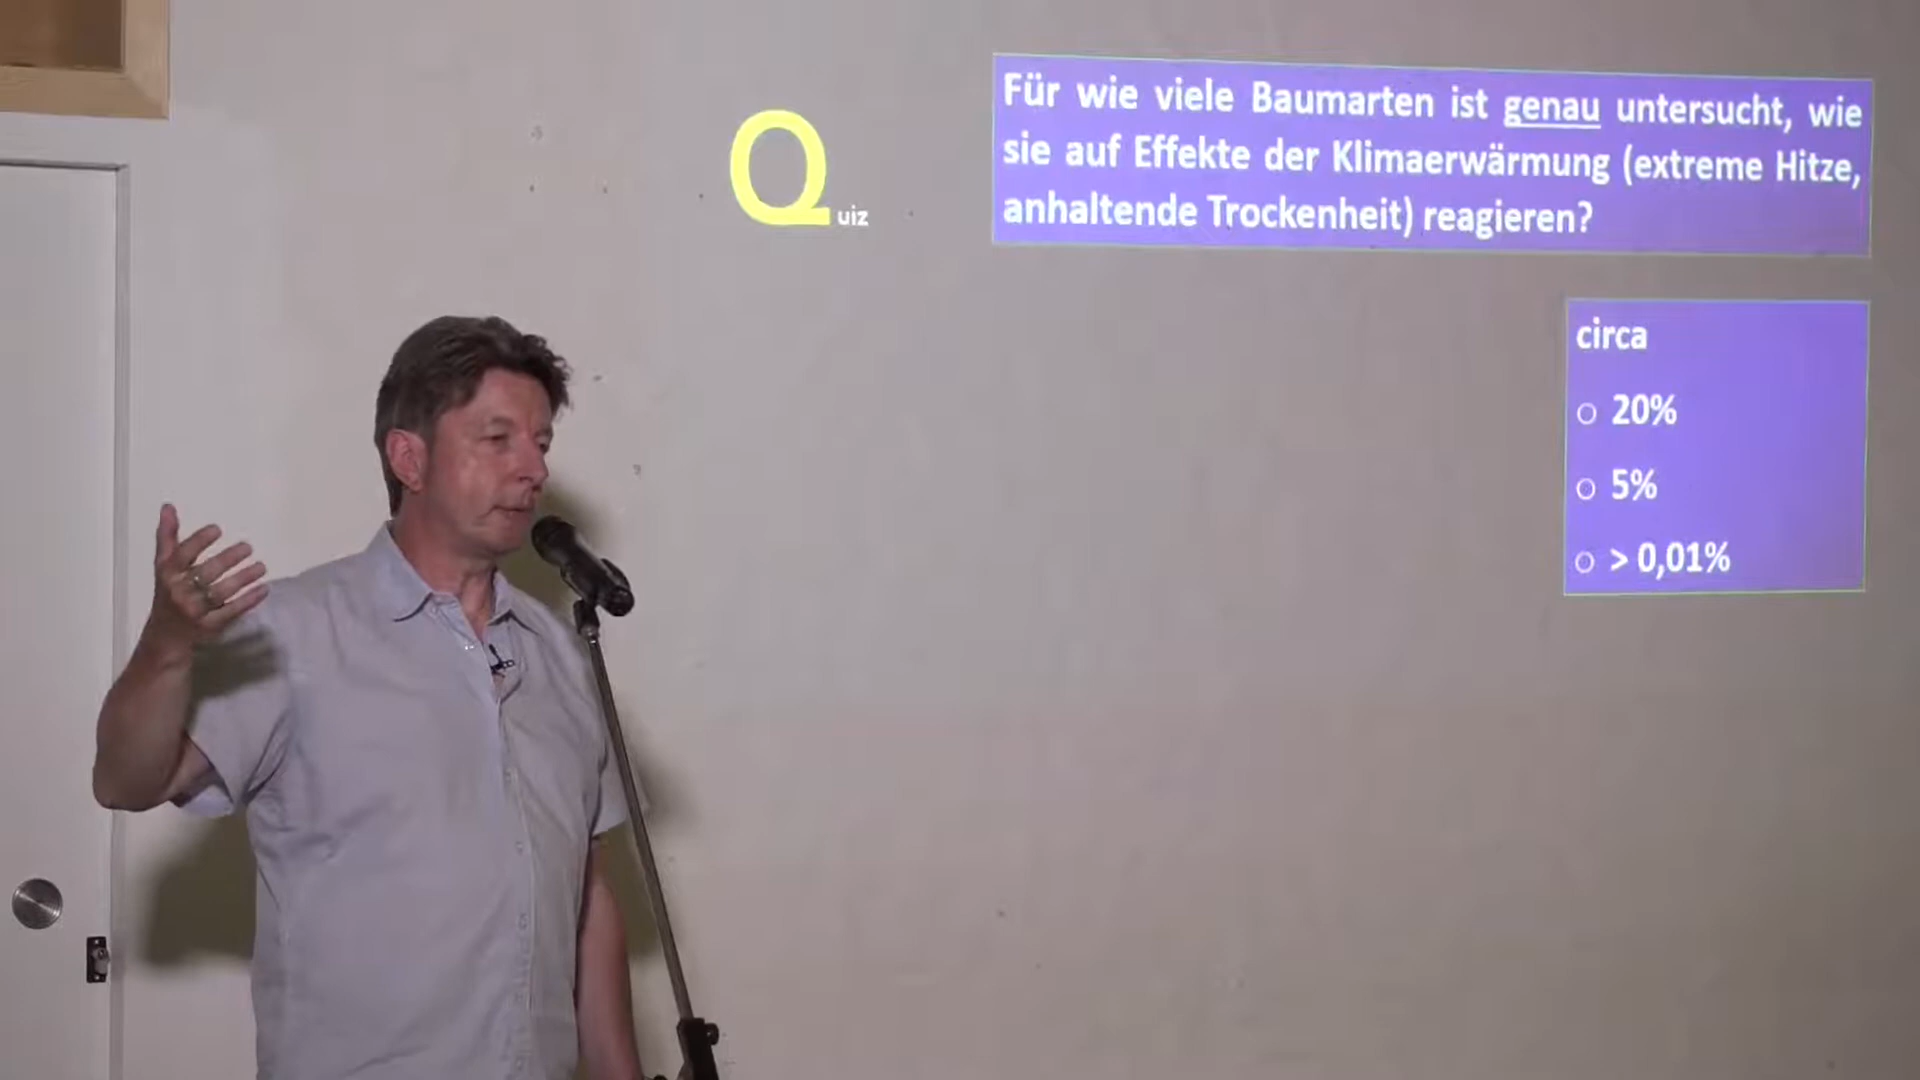 Quiz
Für wie viele Baumarten ist genau untersucht, wie
sie auf Effekte der Klimaerwärmung (extreme Hitze,
anhaltende Trockenheit) reagieren?
circa
o 20%
o 5%
o > 0,01%